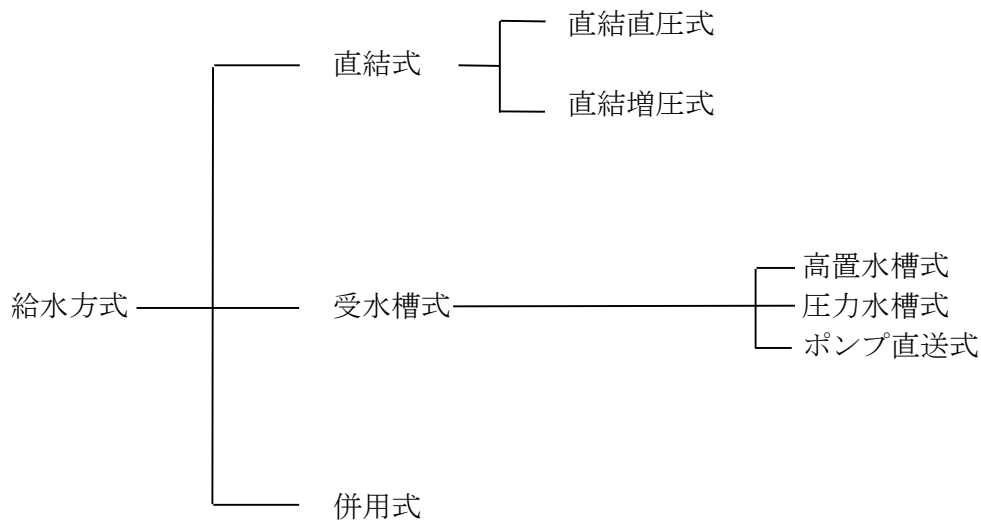 直結直圧式
直結式
直結増圧式
高置水槽式
給水方式
受水槽式
圧力水槽式
ポンプ直送式
併用式